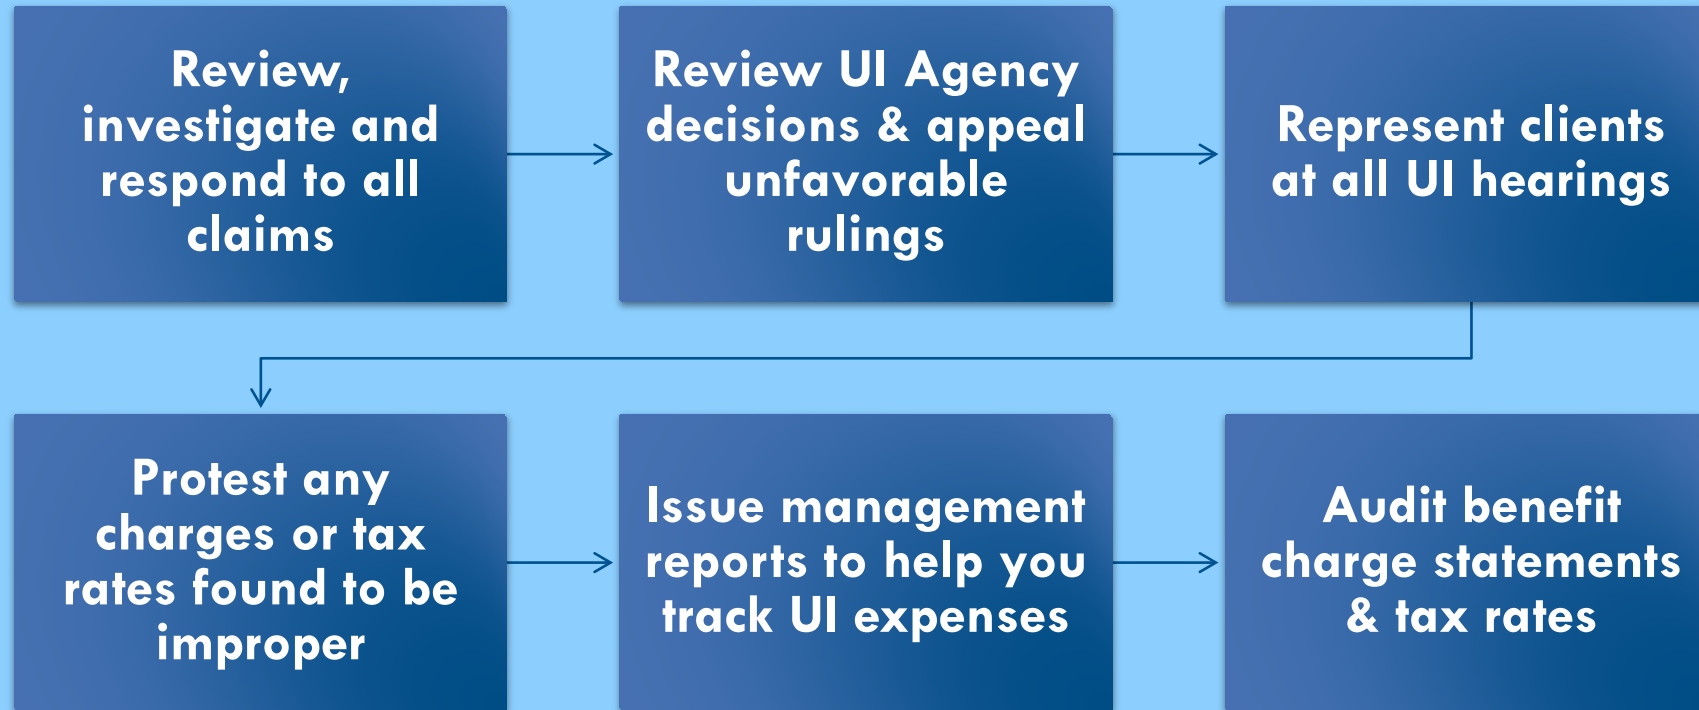 Review,
investigate and
respond to all
claims
Review UI Agency
decisions & appeal
unfavorable
rulings
Represent clients
at all UI hearings
Protest any
charges or tax
rates found to be
improper
Issue management
reports to help you
track UI expenses
Audit benefit
charge statements
& tax rates